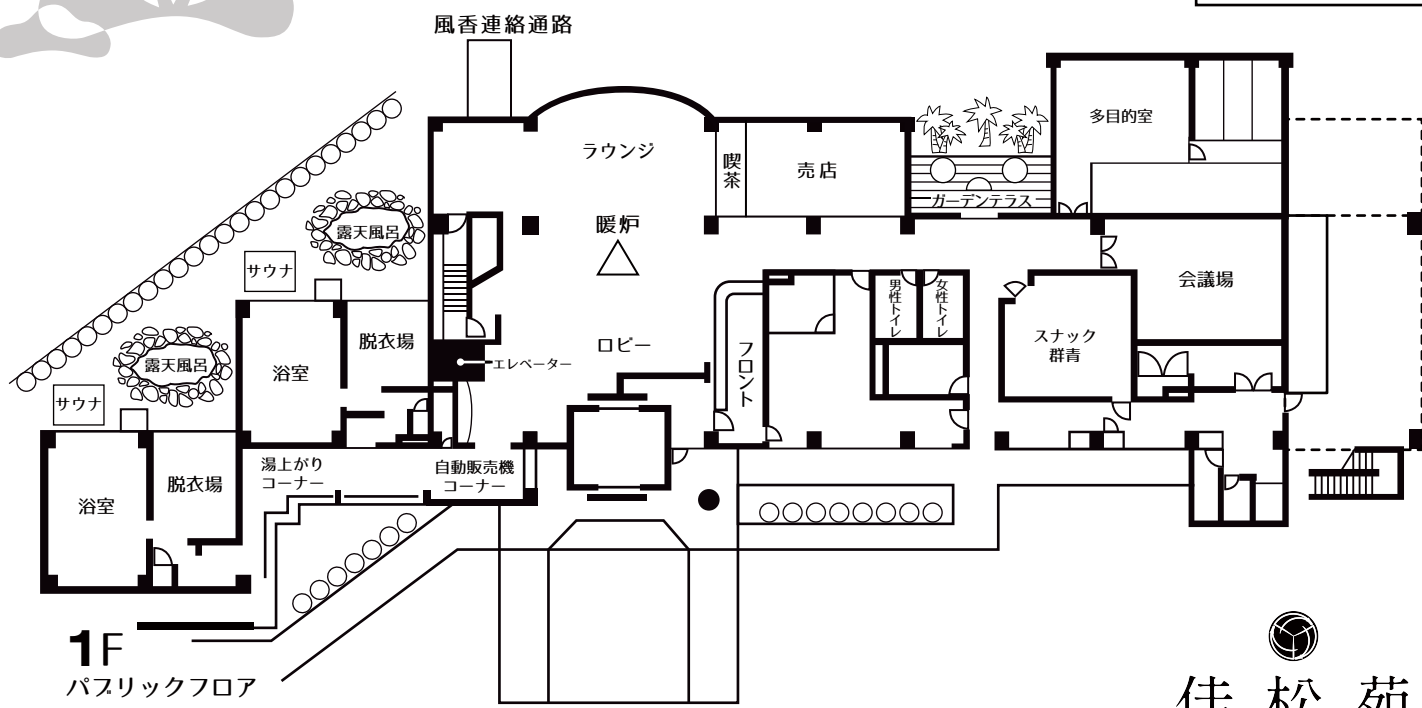 風香連絡通路
多目的室
ラウンジ
喫茶
売店
ガーデンテラス
露天風呂
暖炉
サウナ
会議場
男性トイレ
女性トイレ
スナック
群青
脱衣場
ロビー
フロント
エレベーター
露天風呂
浴室
サウナ
湯上がり
コーナー
自動販売機
コーナー
脱衣場
浴室
1F
パブリックフロア
佳松苑